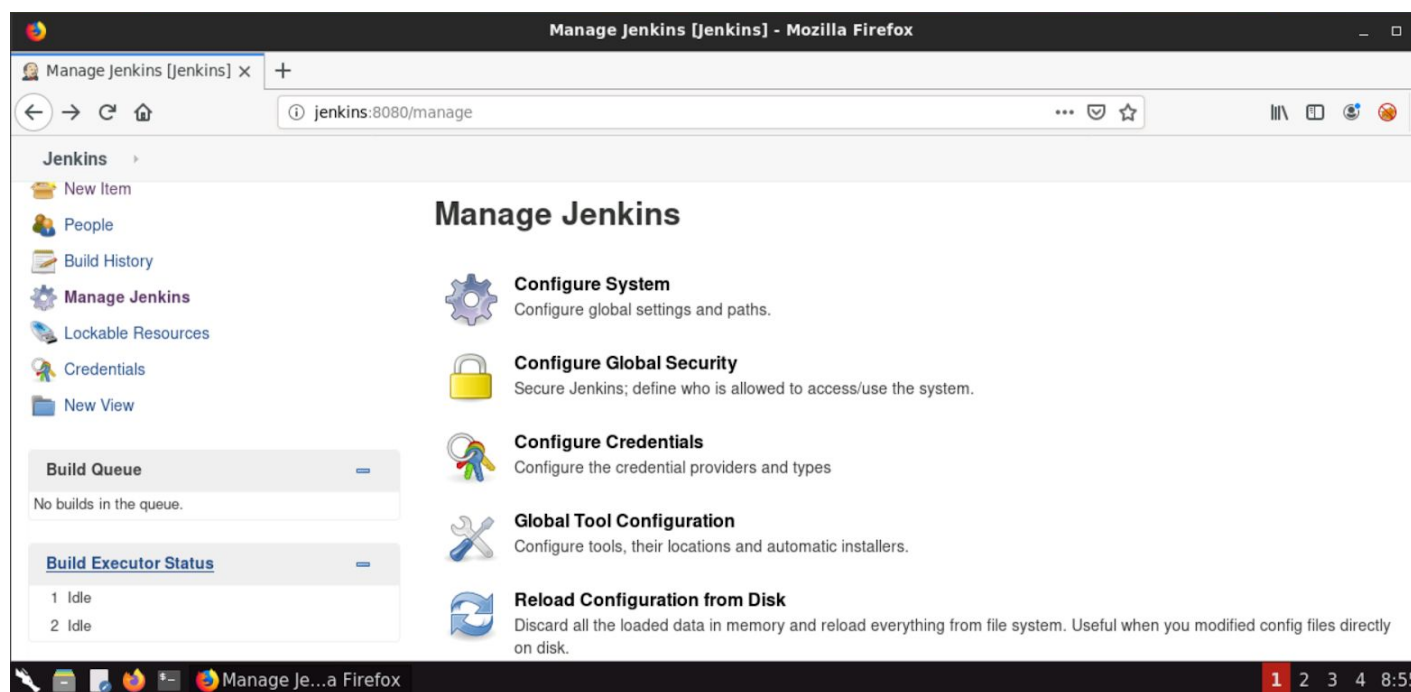 Manage Jenkins [Jenkins] - Mozilla Firefox
Manage Jenkins [Jenkins]
jenkins:8080/manage
Jenkins
New Item
People
Build History
Manage Jenkins
Lockable Resources
Credentials
New View
Build Queue
No builds in the queue.
Build Executor Status
1 Idle
2 Idle
Manage Jenkins
Configure System
Configure global settings and paths.
Configure Global Security
Secure Jenkins; define who is allowed to access/use the system.
Configure Credentials
Configure the credential providers and types
Global Tool Configuration
Configure tools, their locations and automatic installers.
Reload Configuration from Disk
Discard all the loaded data in memory and reload everything from file system. Useful when you modified config files directly
on disk.
Manage Je...a Firefox
1 2 3 4